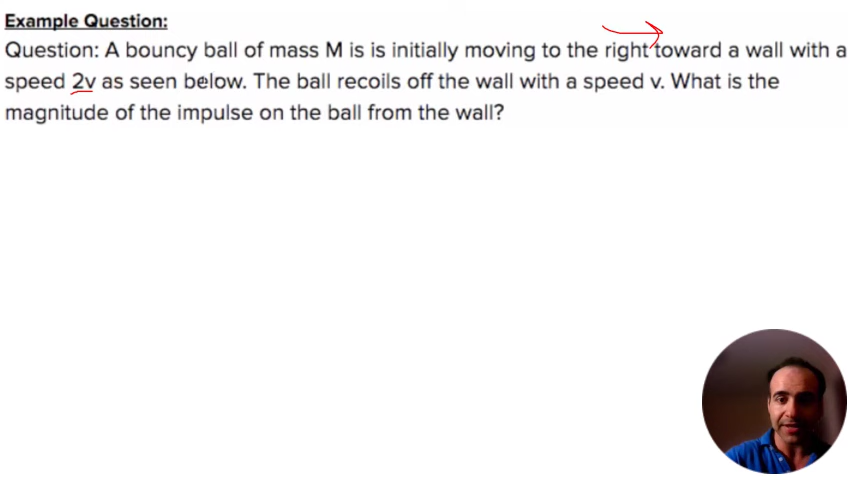 Example Question:
Question: A bouncy ball of mass M is is initially moving to the right toward a wall with a
speed 2v as seen below. The ball recoils off the wall with a speed v. What is the
magnitude of the impulse on the ball from the wall?